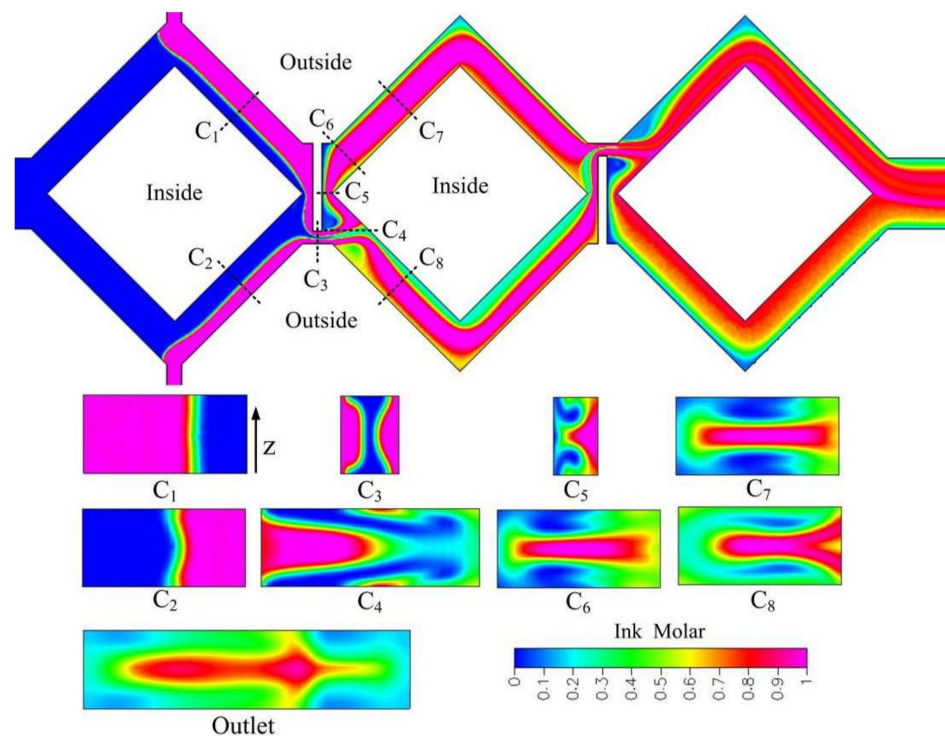 Outside
C6
C1
C7
Inside
C5
Inside
C4
C2
C8
C3
Outside
Z
C1
C3
C5
C7
C2
C4
C6
C8
Ink Molar
0 0.1 0.2 0.3 0.4 0.5 0.6 0.7 0.8 0.9 1
Outlet